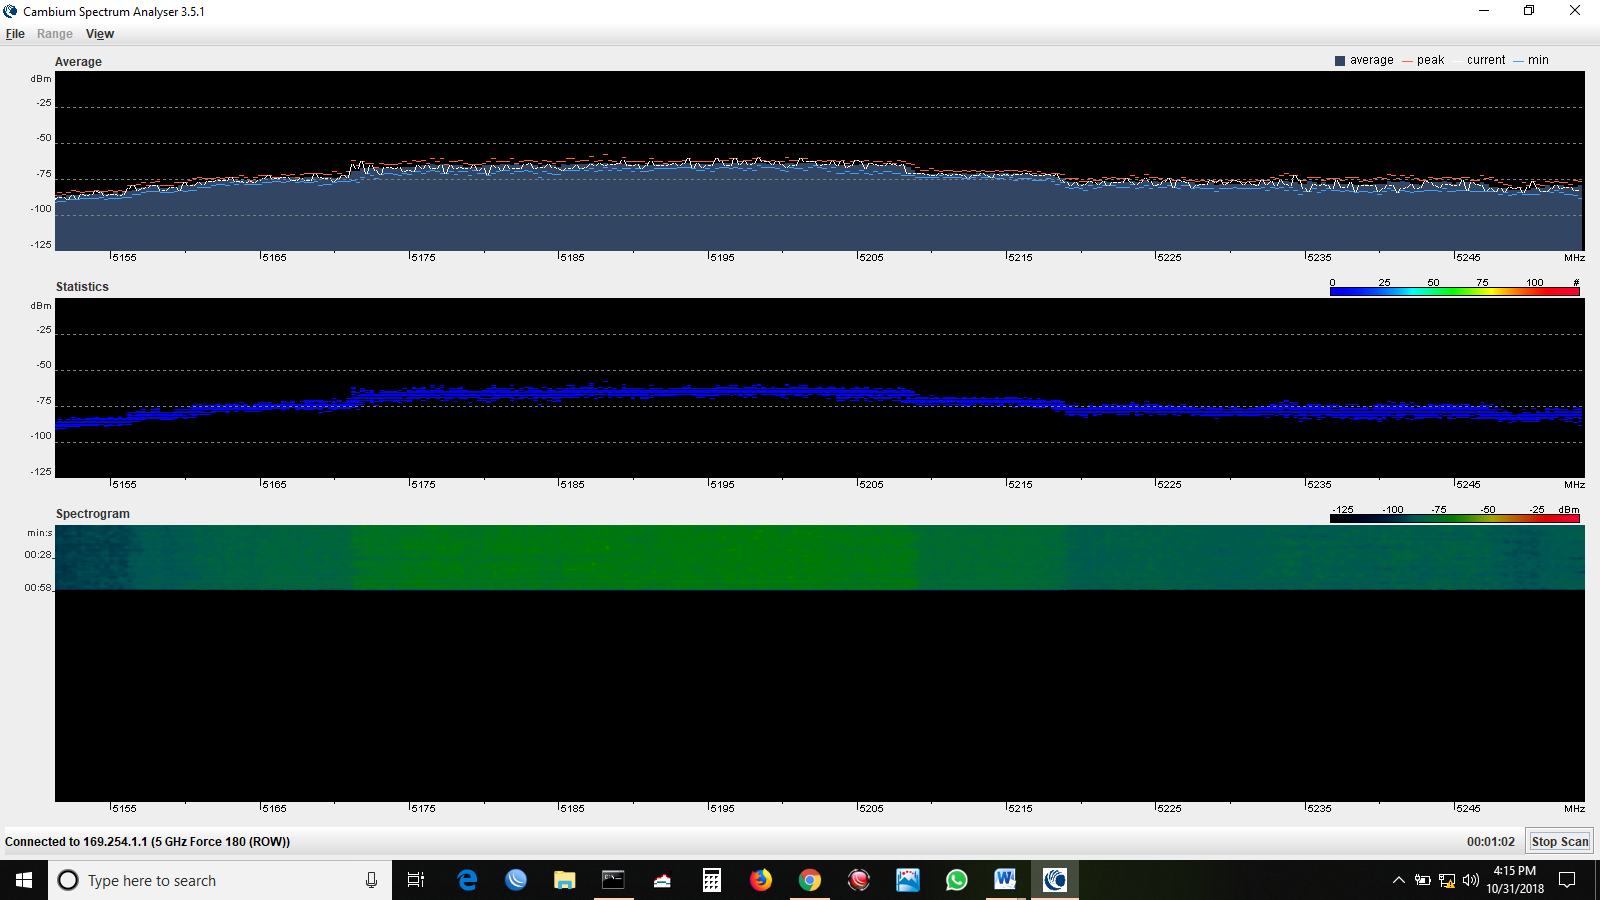 Cambium Spectrum Analyser 3.5.1
File Range View
Average
average peak current min
dBm
-25
-50
-75
-100
-125
5155 5165 5175 5185 5195 5205 5215 5225 5235 5245 MHz
Statistics
0 25 50 75 100 #
dBm
-25
-50
-75
-100
-125
5155 5165 5175 5185 5195 5205 5215 5225 5235 5245 MHz
Spectrogram
-125 -100 -75 -50 -25 dBm
min:s
00:28
00:58
5155 5165 5175 5185 5195 5205 5215 5225 5235 5245 MHz
Connected to 169.254.1.1 (5 GHz Force 180 (ROW)) 00:01:02 Stop Scan
Type here to search
4:15 PM
10/31/2018